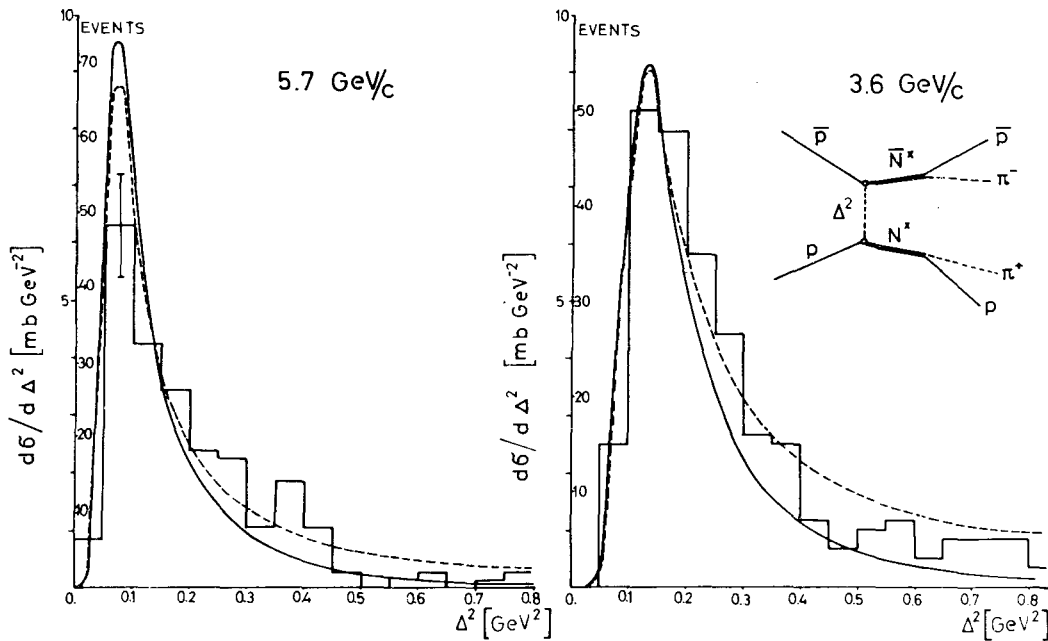 10
EVENTS
70
60
50
40
5
30
20
10
5.7 GeV/c
dσ/dΔ² [mb GeV⁻²]
0. 0.1 0.2 0.3 0.4 0.5 0.6 0.7 0.8
Δ² [GeV²]
10
EVENTS
50
40
5 30
20
10
3.6 GeV/c
dσ/dΔ² [mb GeV⁻²]
p̅ N̅* p̅
π⁻
Δ²
p N*
π⁺
p
0. 0.1 0.2 0.3 0.4 0.5 0.6 0.7 0.8
Δ² [GeV²]